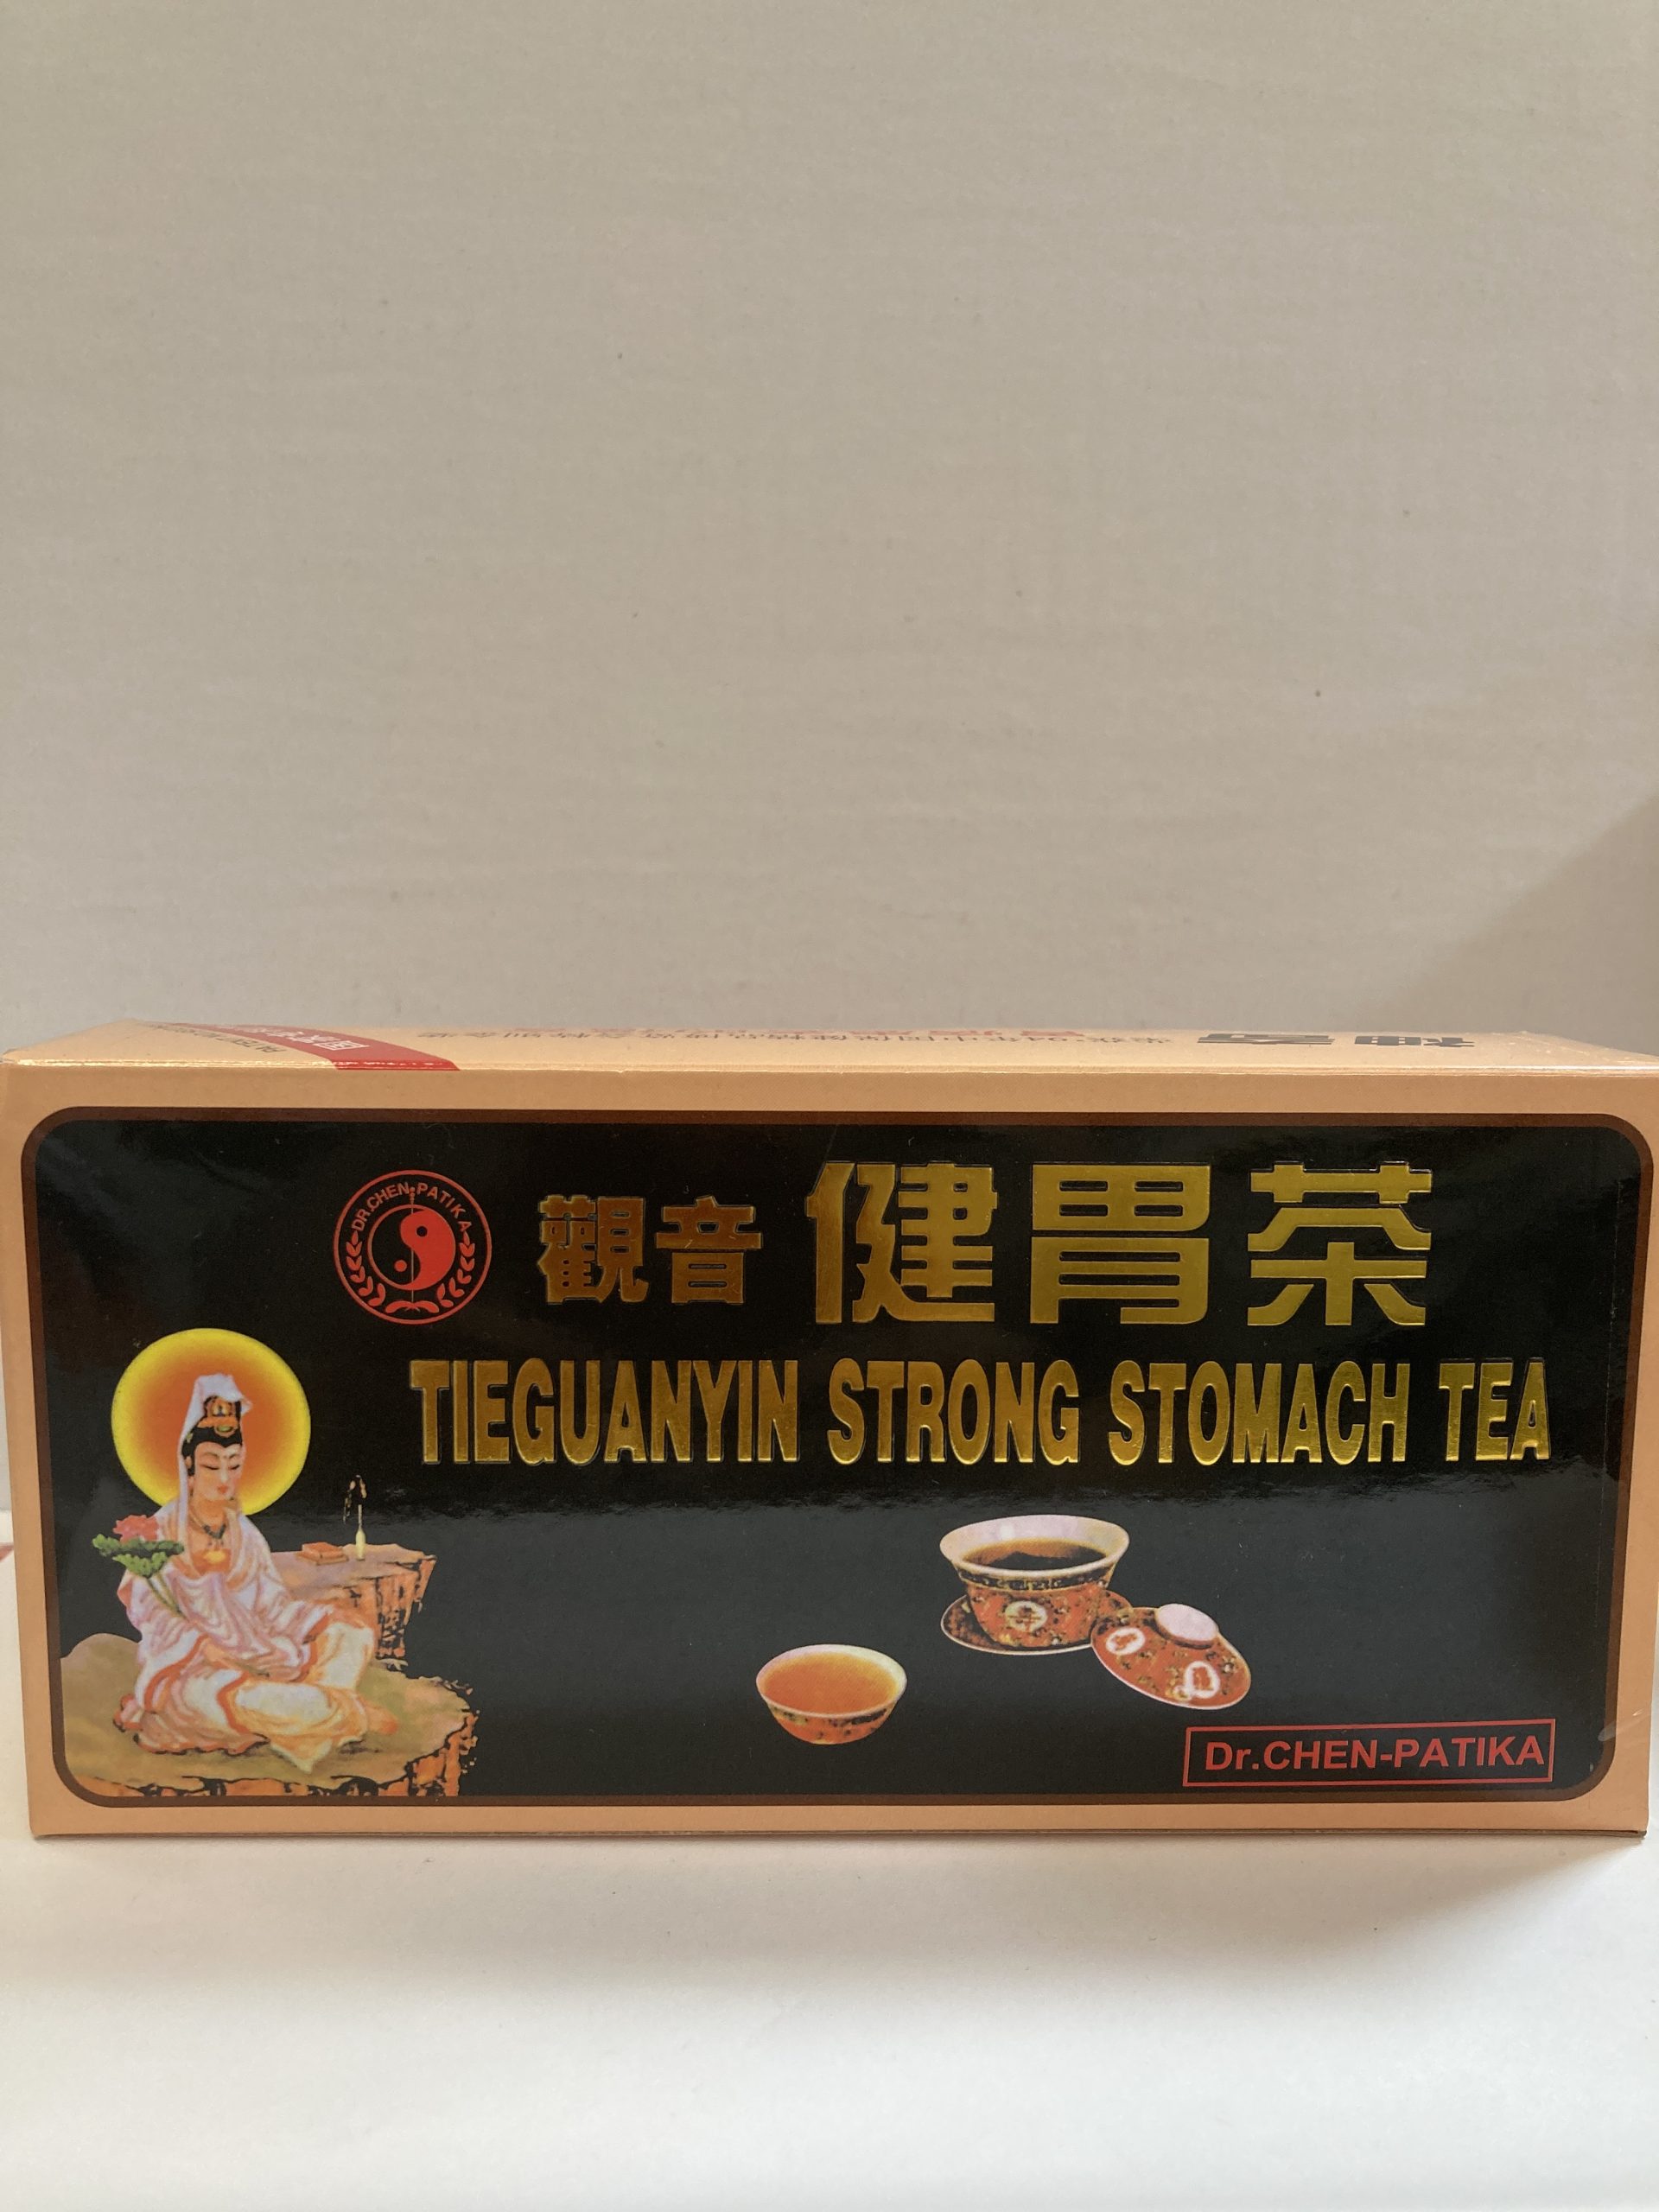 DR.CHEN-PATIKA
觀音 健胃茶
TIEGUANYIN STRONG STOMACH TEA
Dr.CHEN-PATIKA